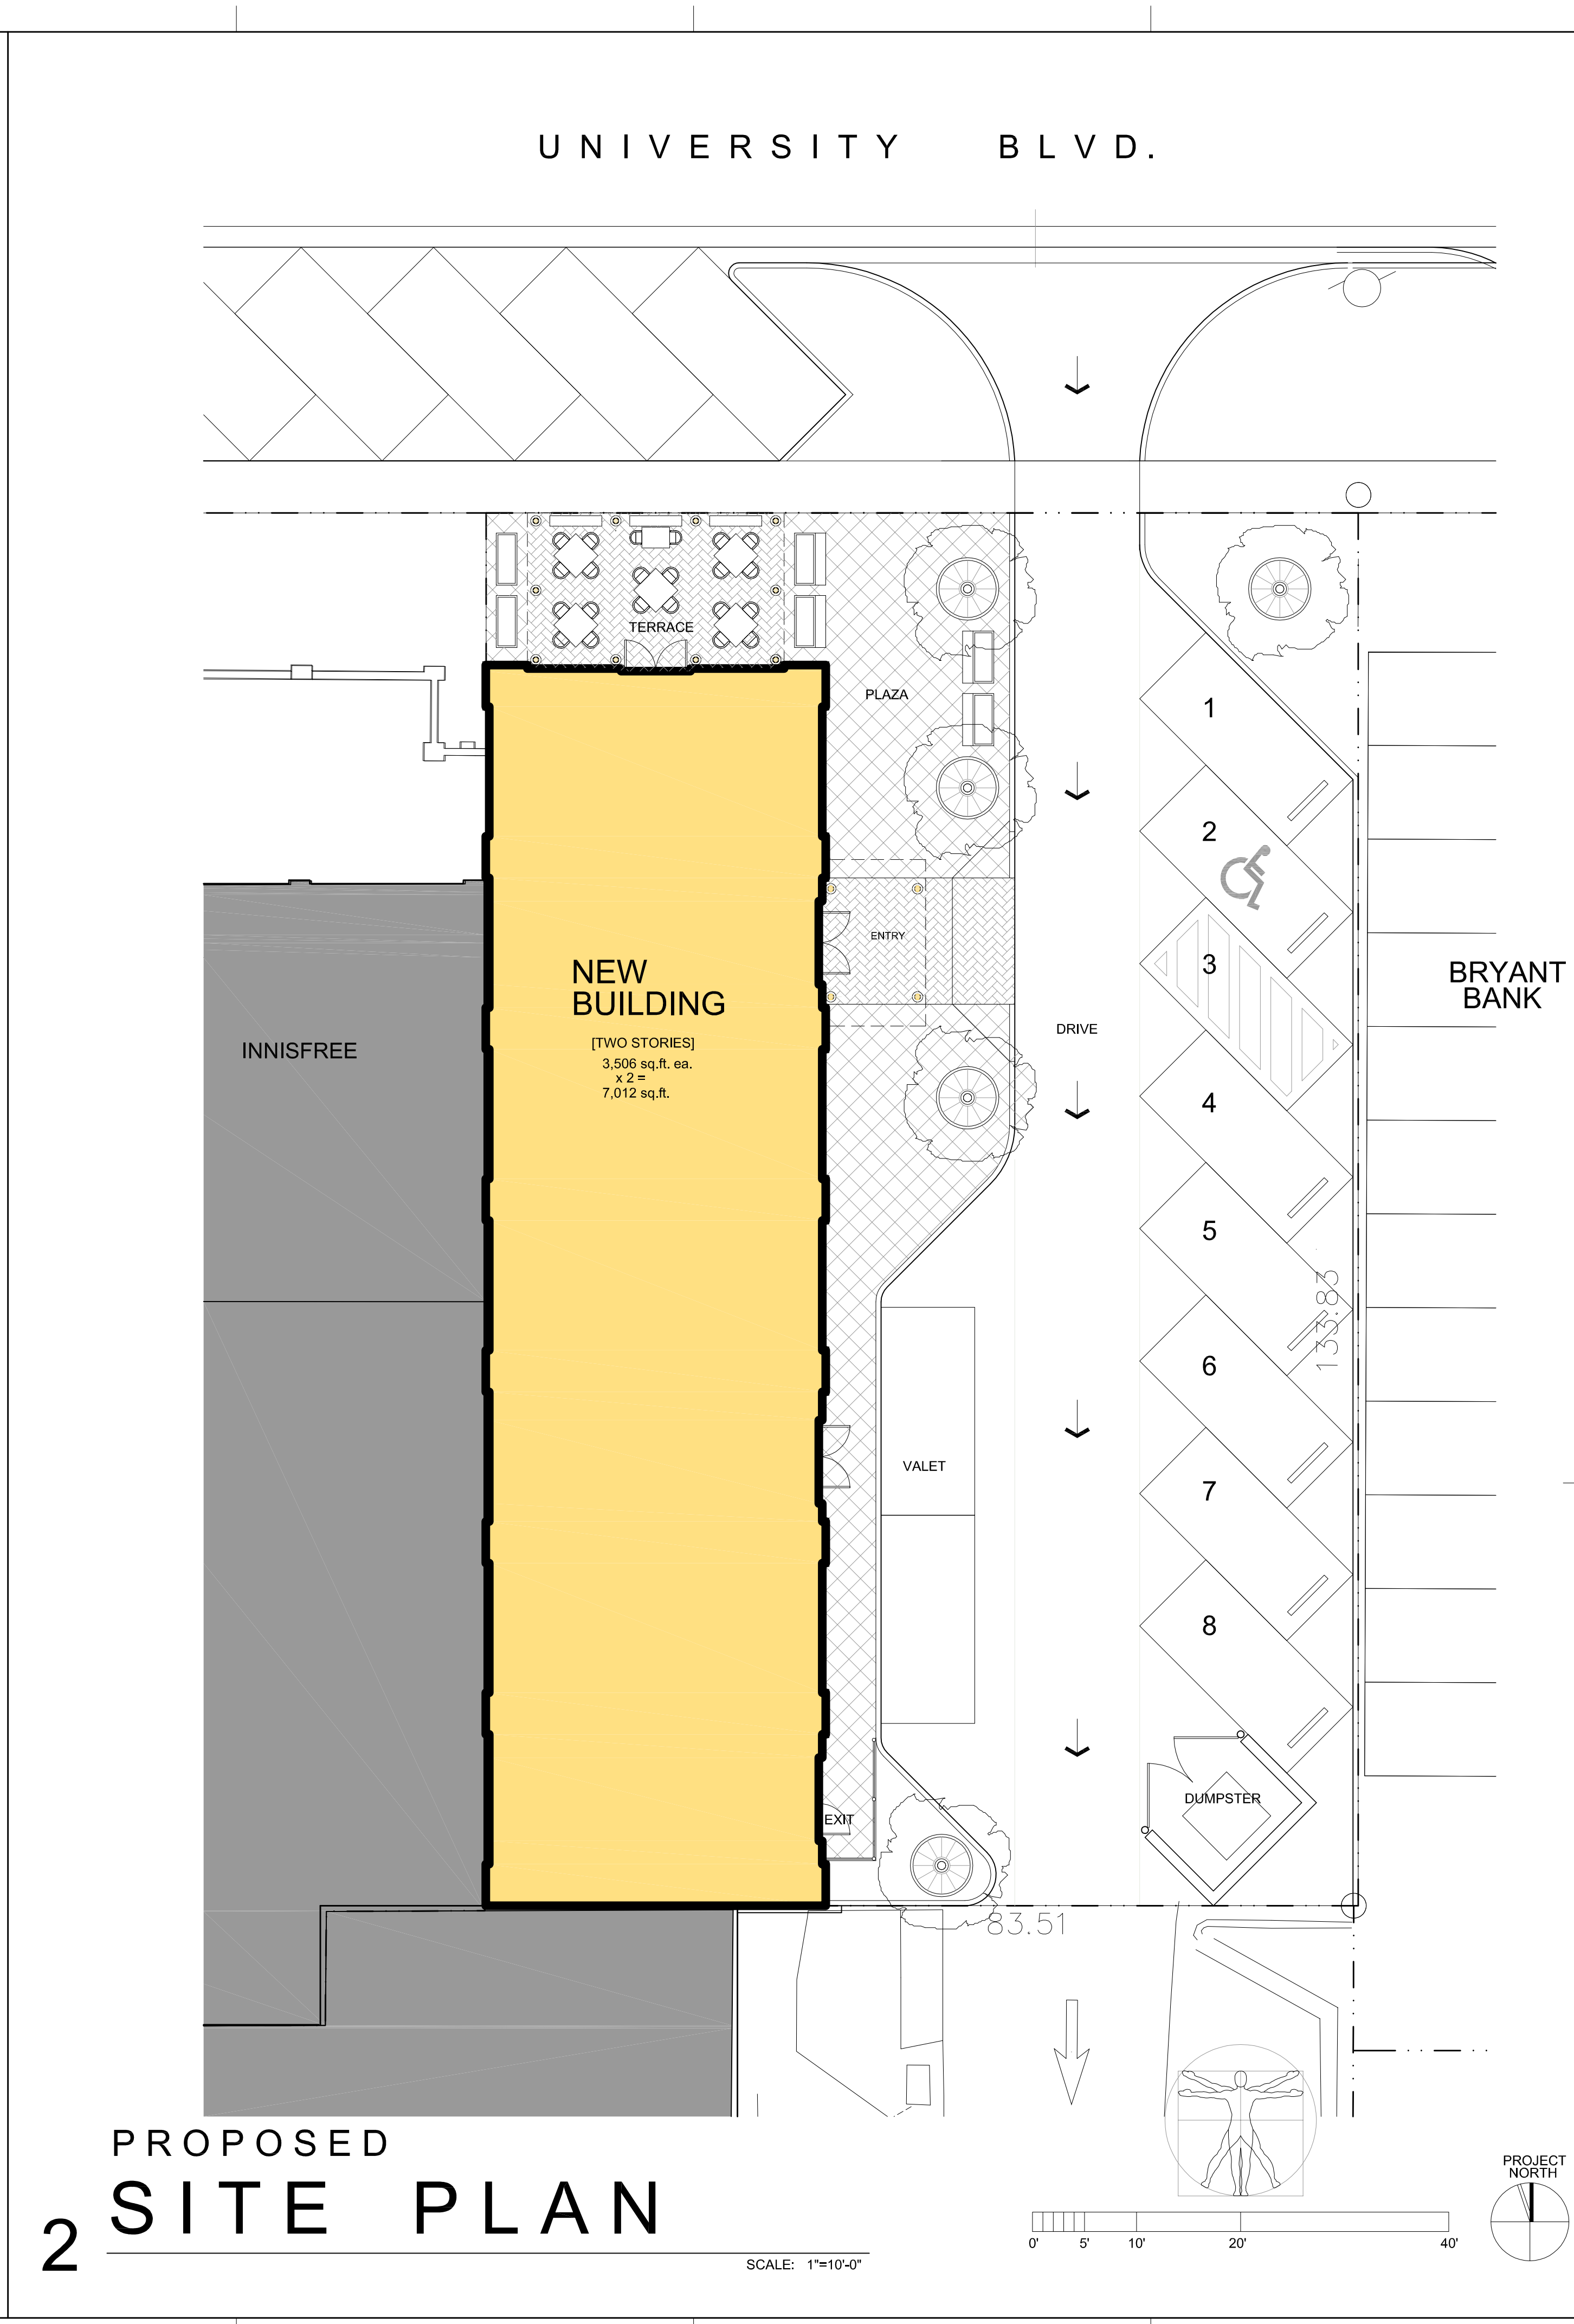 UNIVERSITY BLVD.
TERRACE
PLAZA
1
2
3
ENTRY
NEW
BUILDING
[TWO STORIES]
3,506 sq.ft. ea.
x 2 =
7,012 sq.ft.
INNISFREE
DRIVE
BRYANT
BANK
4
5
133.83
6
VALET
7
8
DUMPSTER
EXIT
83.51
PROPOSED
SITE PLAN
2
SCALE: 1"=10'-0"
0' 5' 10' 20' 40'
PROJECT
NORTH